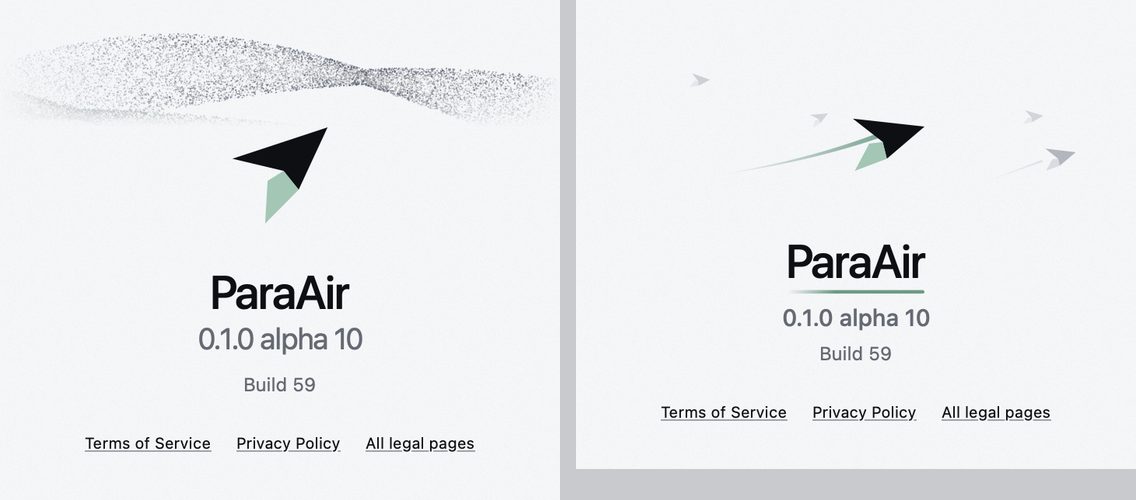 ParaAir
0.1.0 alpha 10
Build 59
Terms of Service Privacy Policy All legal pages
ParaAir
0.1.0 alpha 10
Build 59
Terms of Service Privacy Policy All legal pages